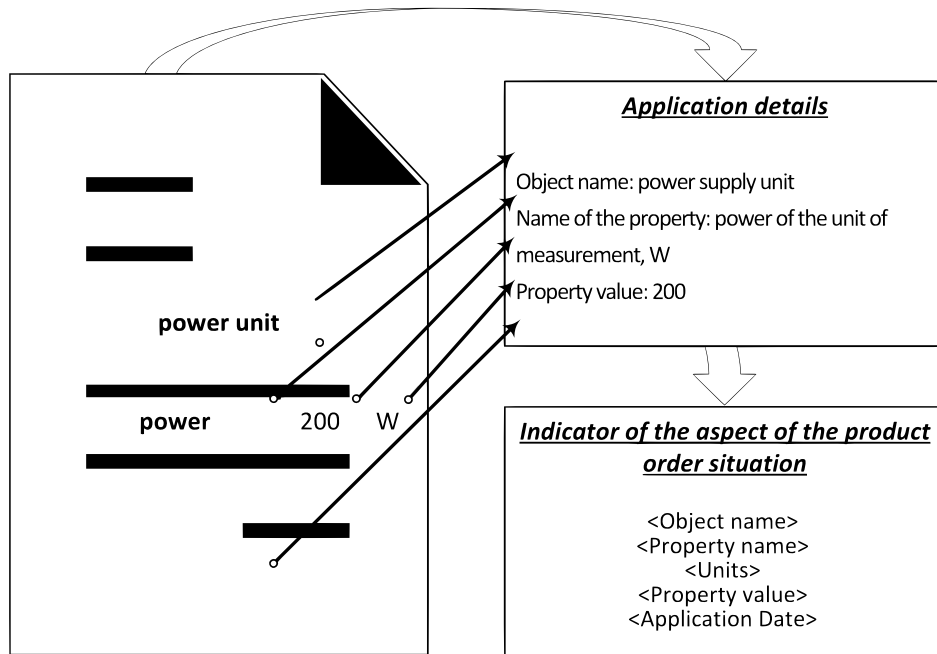 power unit
power 200 W
Application details
Object name: power supply unit
Name of the property: power of the unit of
measurement, W
Property value: 200
Indicator of the aspect of the product
order situation
<Object name>
<Property name>
<Units>
<Property value>
<Application Date>